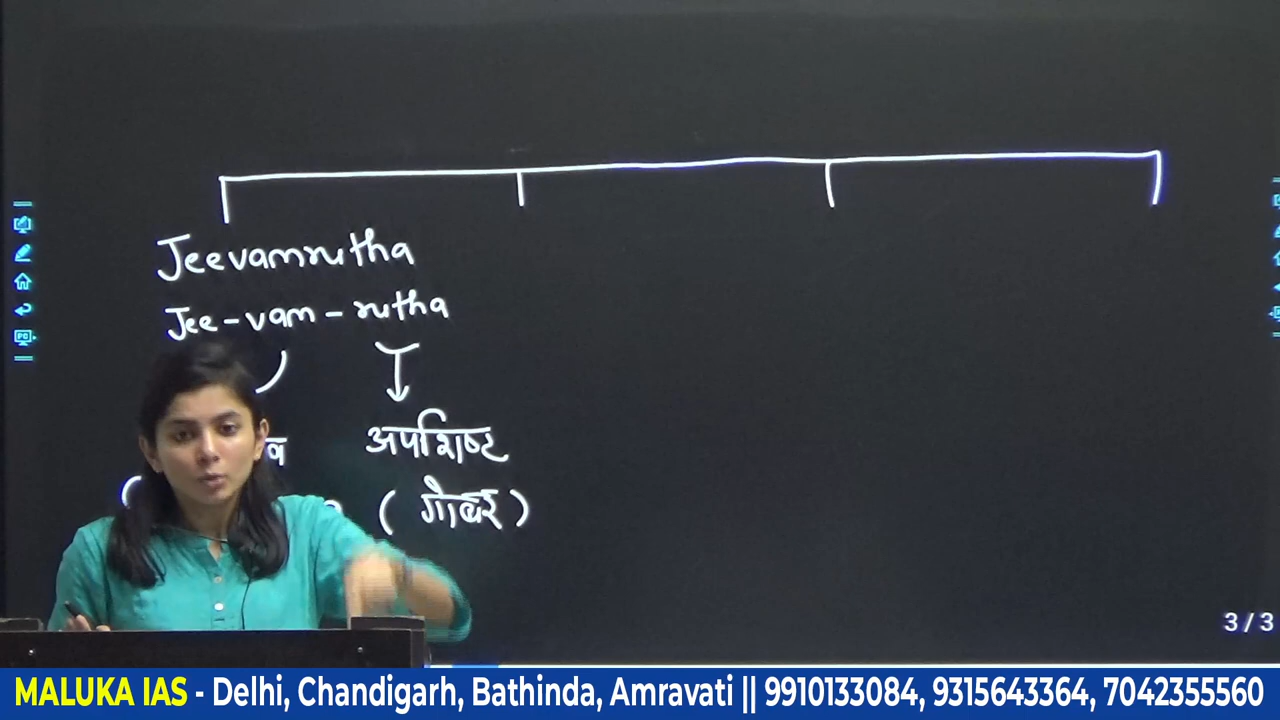 Jeevamrutha
Jee-vam-rutha
अपशिष्ट
( गोबर )
3 / 3
MALUKA IAS - Delhi, Chandigarh, Bathinda, Amravati || 9910133084, 9315643364, 7042355560